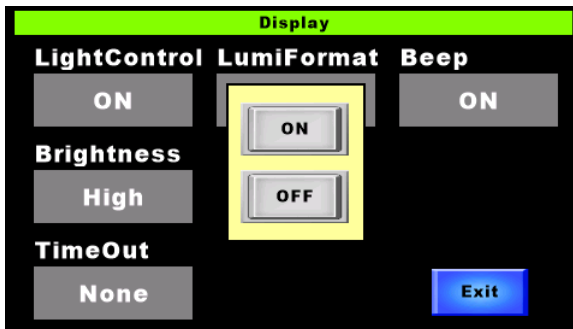 Display
LightControl LumiFormat Beep
ON ON
ON
OFF
Brightness
High
TimeOut
None
Exit